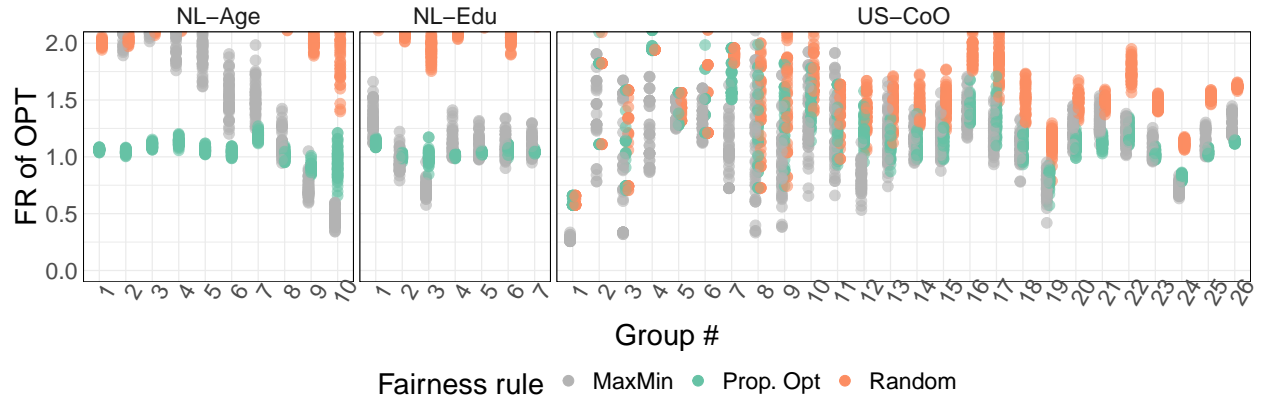 NL−Age NL−Edu US−CoO
FR of OPT
2.0
1.5
1.0
0.5
0.0
1 2 3 4 5 6 7 8 9 10 1 2 3 4 5 6 7 1 2 3 4 5 6 7 8 9 10 11 12 13 14 15 16 17 18 19 20 21 22 23 24 25 26
Group #
Fairness rule MaxMin Prop. Opt Random